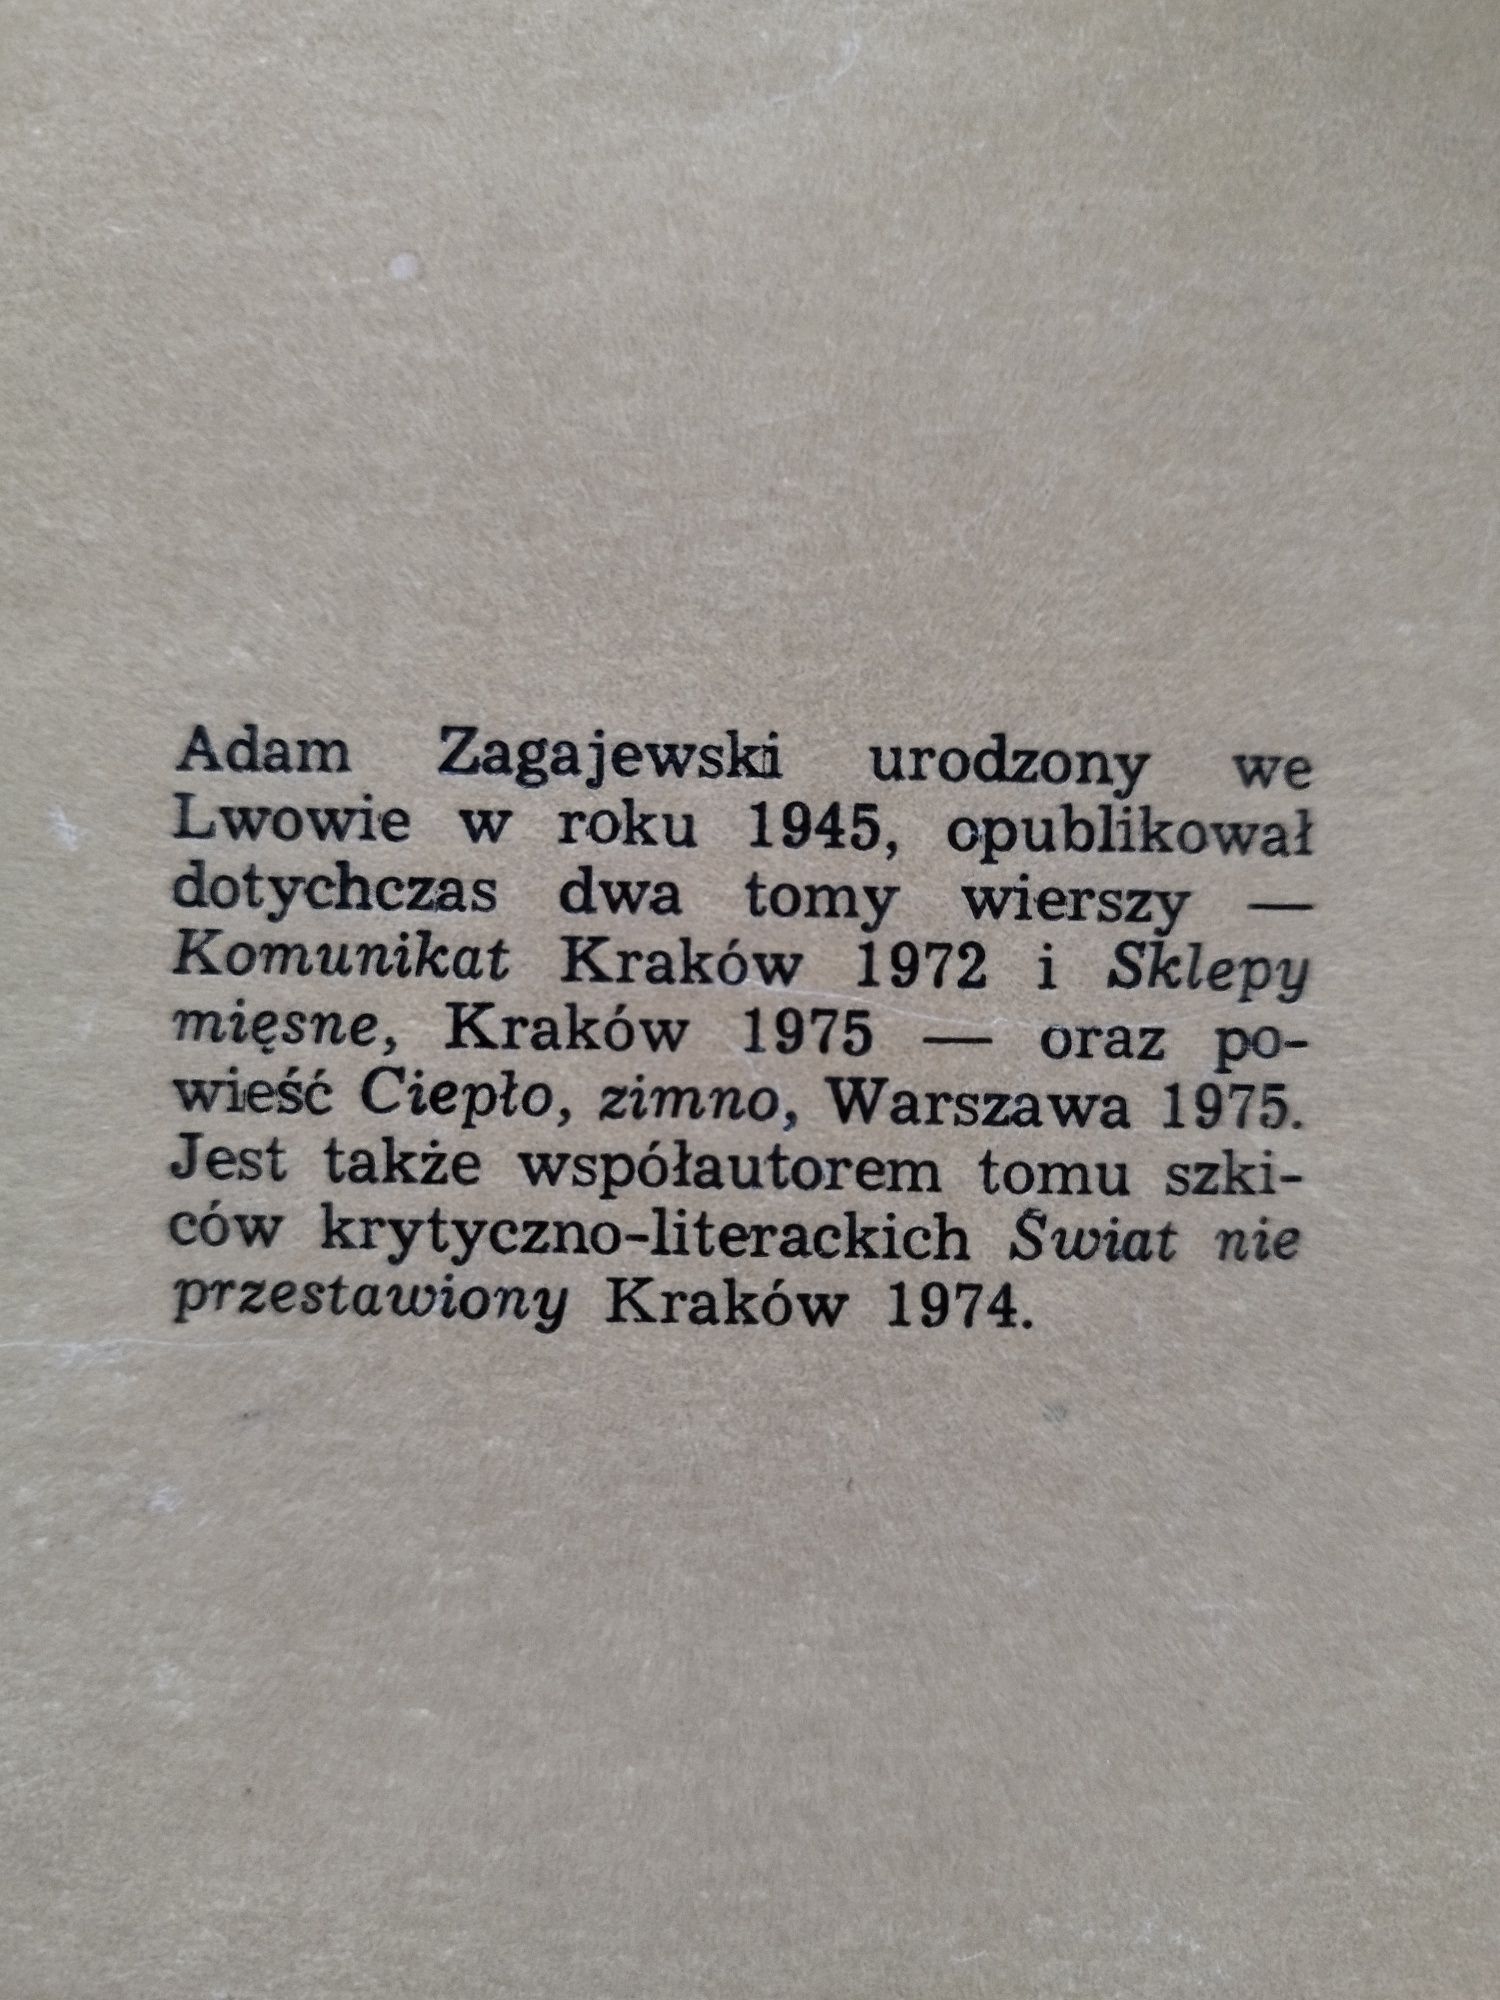 Adam Zagajewski urodzony we
Lwowie w roku 1945, opublikował
dotychczas dwa tomy wierszy —
Komunikat Kraków 1972 i Sklepy
mięsne, Kraków 1975 — oraz po-
wieść Ciepło, zimno, Warszawa 1975.
Jest także współautorem tomu szki-
ców krytyczno-literackich Świat nie
przestawiony Kraków 1974.